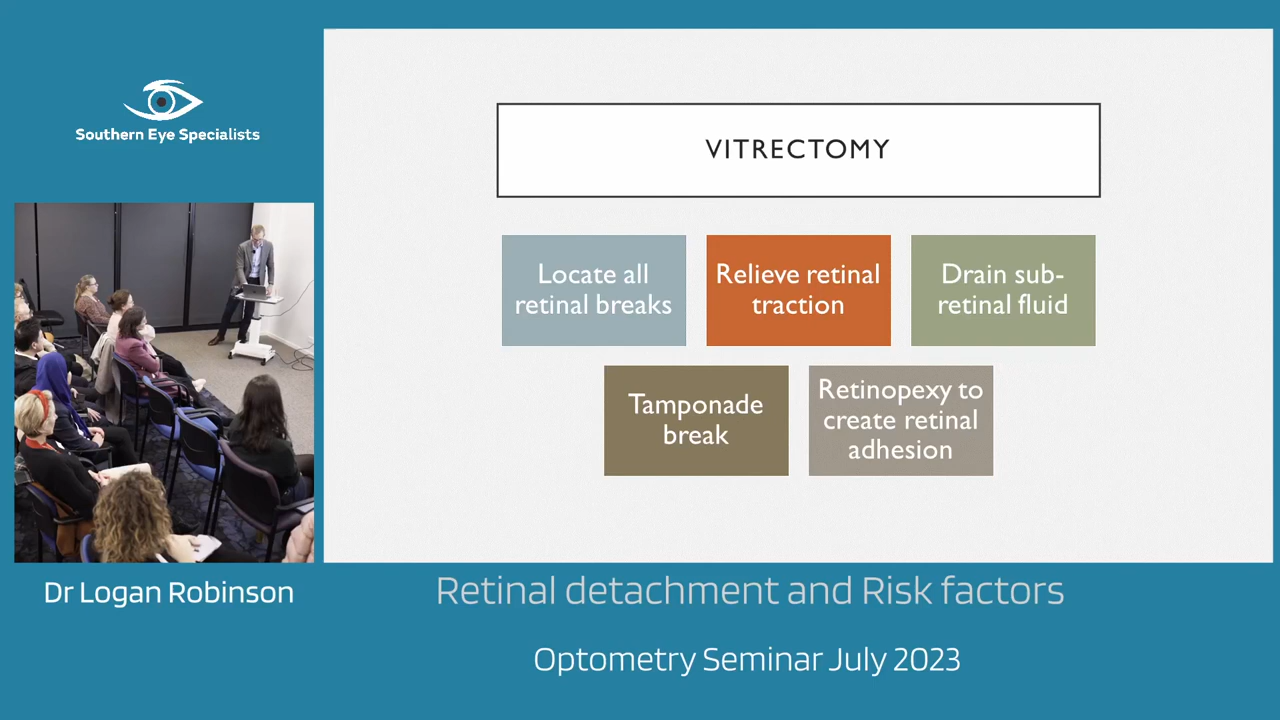 Southern Eye Specialists
VITRECTOMY
Locate all
retinal breaks
Relieve retinal
traction
Drain sub-
retinal fluid
Tamponade
break
Retinopexy to
create retinal
adhesion
Dr Logan Robinson
Retinal detachment and Risk factors
Optometry Seminar July 2023